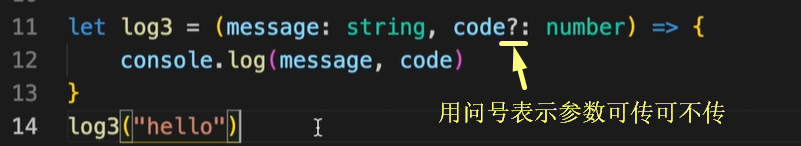 11 let log3 = (message: string, code?: number) => {
12 console.log(message, code)
13 }
14 log3("hello")
用问号表示参数可传可不传